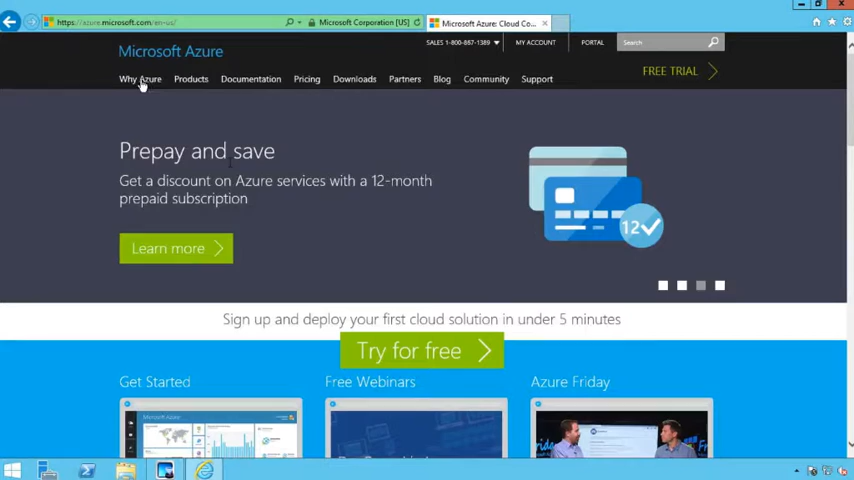 https://azure.microsoft.com/en-us/
Microsoft Corporation [US]
Microsoft Azure: Cloud Co...
Microsoft Azure
SALES 1-800-867-1389
MY ACCOUNT
PORTAL
Search
Why Azure
Products
Documentation
Pricing
Downloads
Partners
Blog
Community
Support
FREE TRIAL
Prepay and save
Get a discount on Azure services with a 12-month
prepaid subscription
Learn more
12
Sign up and deploy your first cloud solution in under 5 minutes
Try for free
Get Started
Free Webinars
Azure Friday
Microsoft Azure